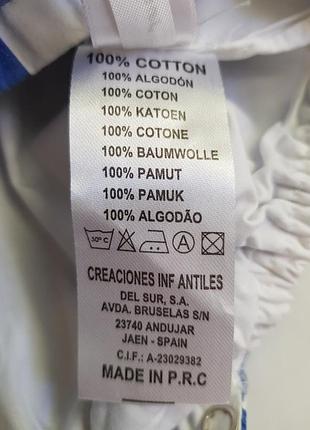 100% COTTON
100% ALGODÓN
100% COTON
100% KATOEN
100% COTONE
100% BAUMWOLLE
100% PAMUT
100% PAMUK
100% ALGODÃO
30°C A
CREACIONES INF ANTILES
DEL SUR, S.A.
AVDA. BRUSELAS S/N
23740 ANDUJAR
JAEN - SPAIN
C.I.F.: A-23029382
MADE IN P.R.C